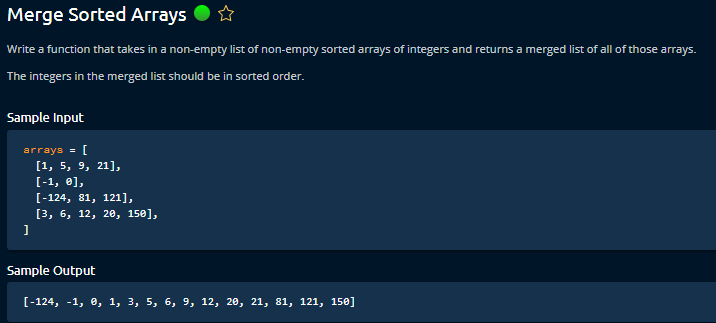 Merge Sorted Arrays
Write a function that takes in a non-empty list of non-empty sorted arrays of integers and returns a merged list of all of those arrays.
The integers in the merged list should be in sorted order.
Sample Input
arrays = [
  [1, 5, 9, 21],
  [-1, 0],
  [-124, 81, 121],
  [3, 6, 12, 20, 150],
]
Sample Output
[-124, -1, 0, 1, 3, 5, 6, 9, 12, 20, 21, 81, 121, 150]